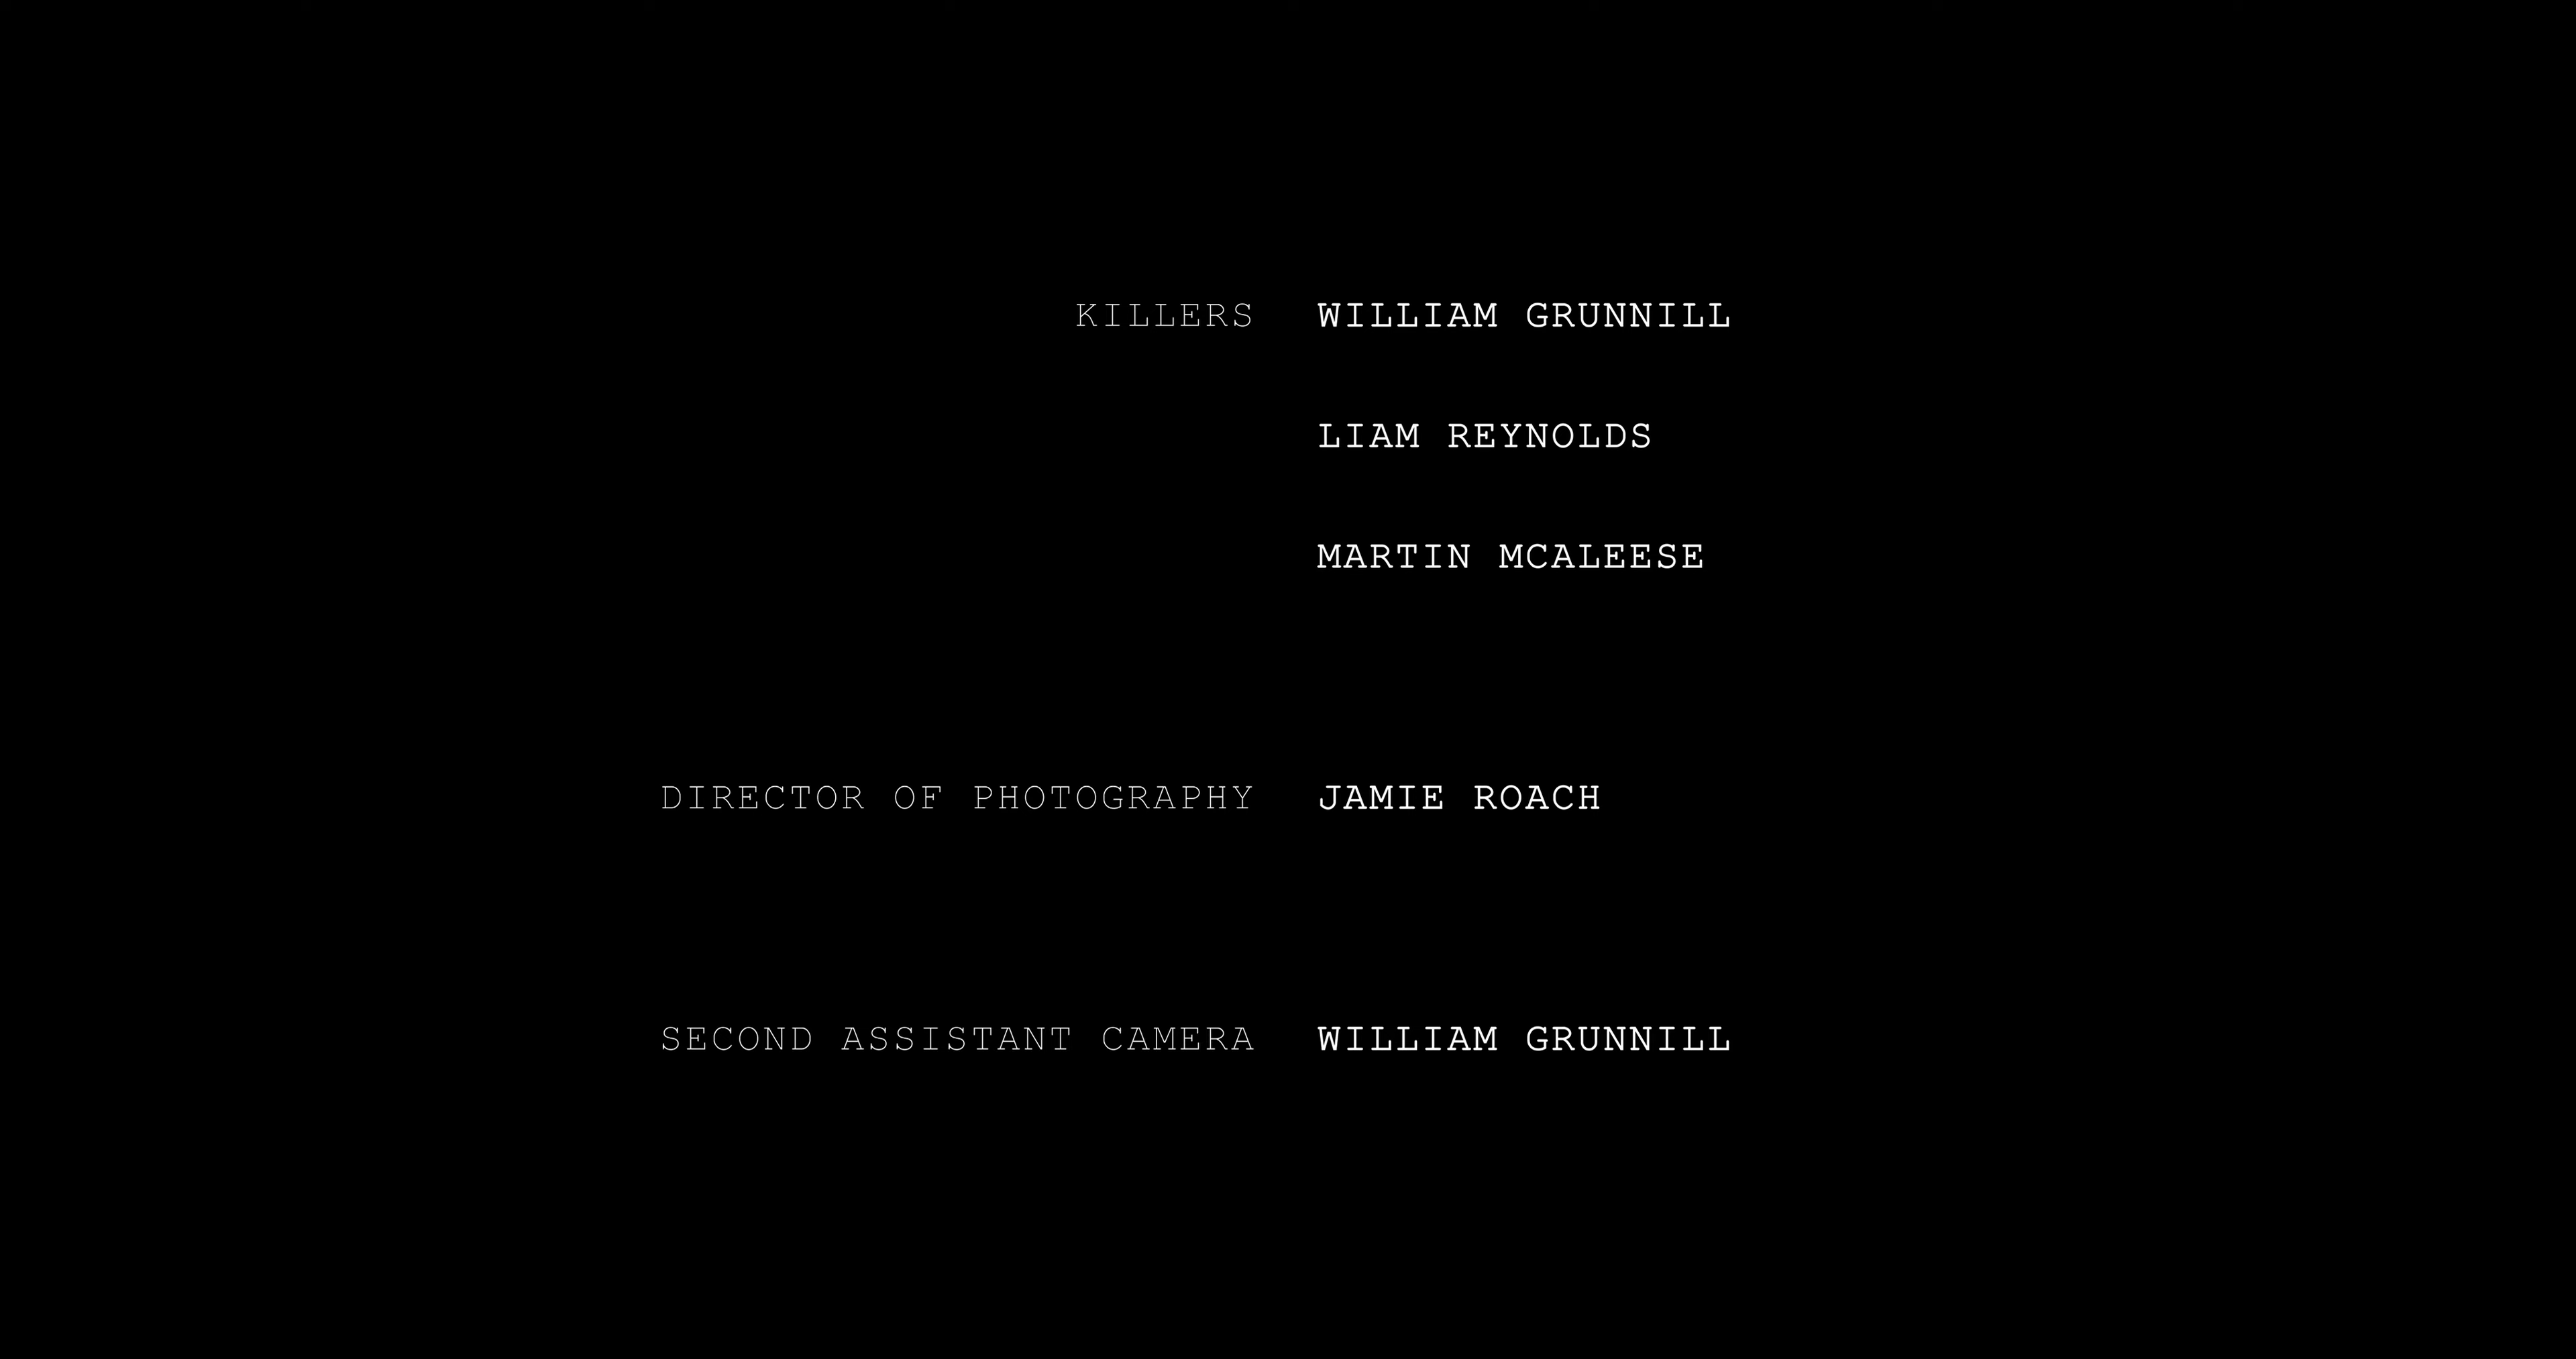 KILLERS WILLIAM GRUNNILL
LIAM REYNOLDS
MARTIN MCALEESE
DIRECTOR OF PHOTOGRAPHY JAMIE ROACH
SECOND ASSISTANT CAMERA WILLIAM GRUNNILL